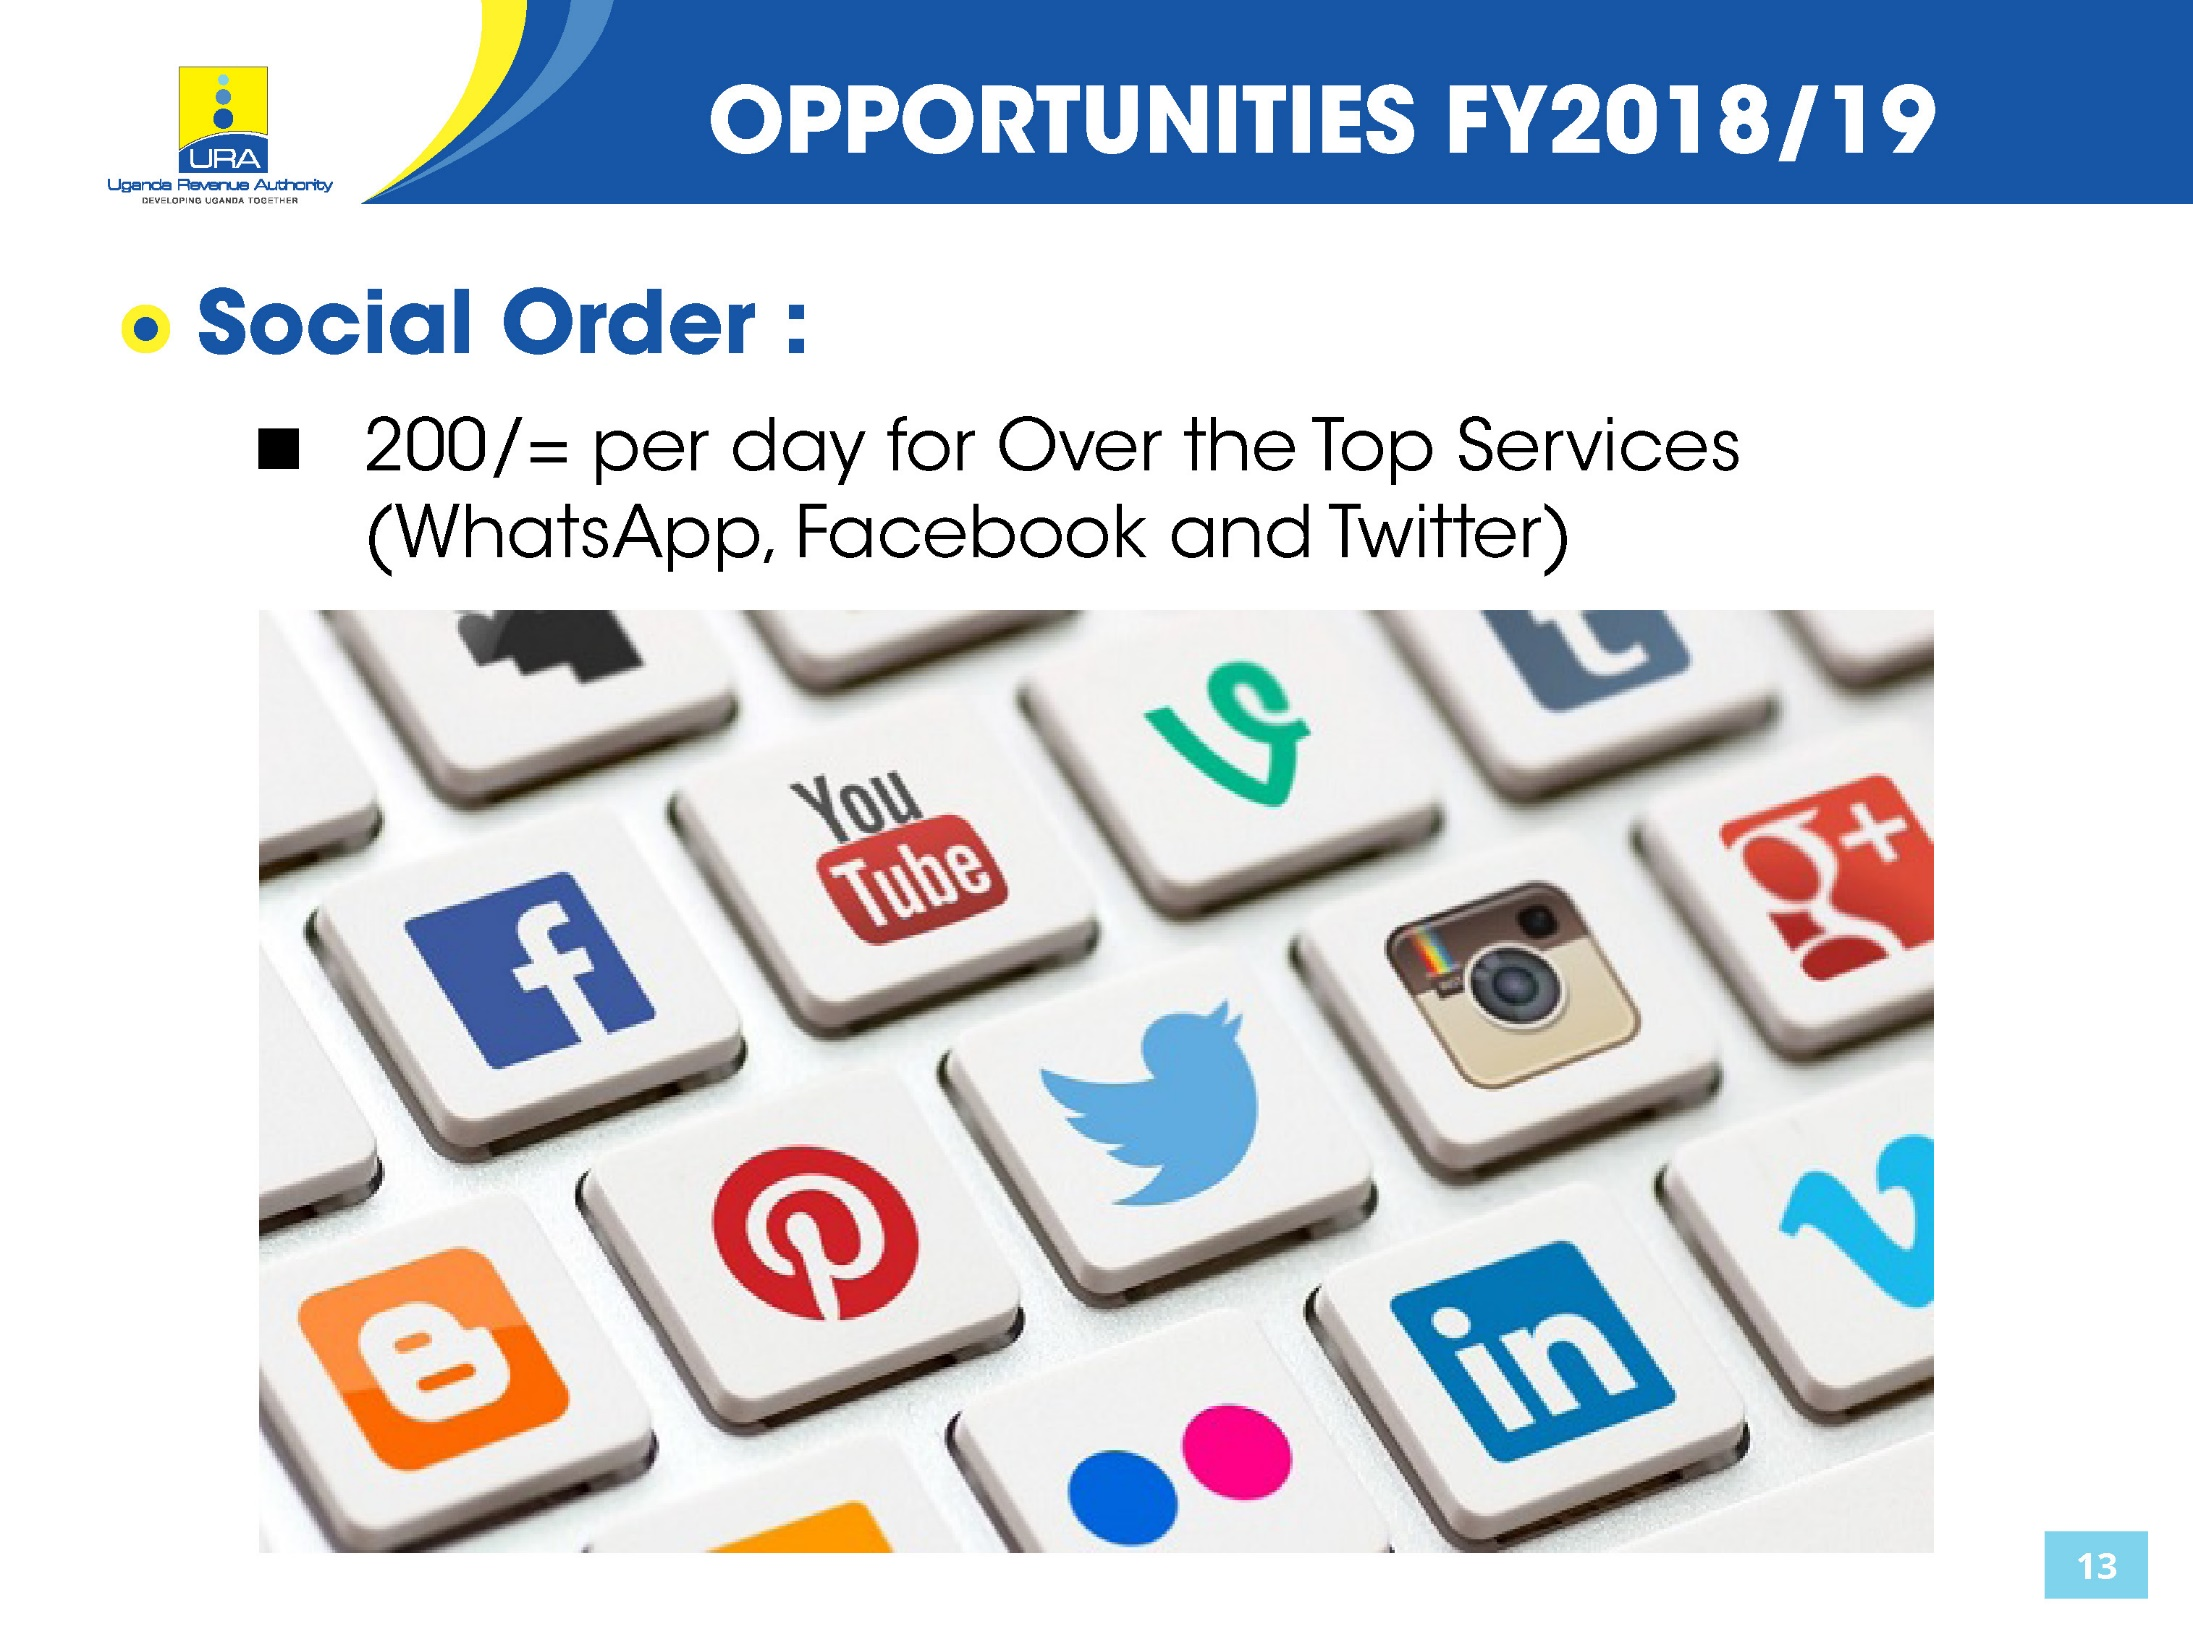 URA
Uganda Revenue Authority
DEVELOPING UGANDA TOGETHER
OPPORTUNITIES FY2018/19
Social Order :
200/= per day for Over the Top Services
(WhatsApp, Facebook and Twitter)
t
You
Tube
g+
f
in
13